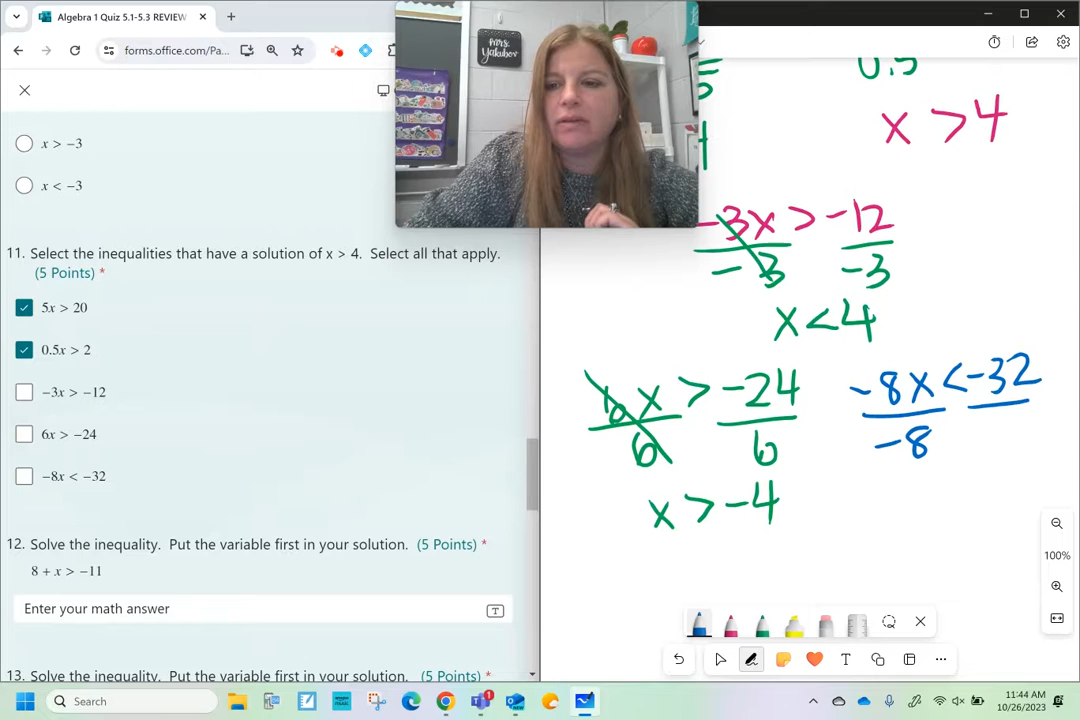 Algebra 1 Quiz 5.1-5.3 REVIEW
forms.office.com/Pa...
Mrs. Yakubov
x > −3
x < −3
11. Select the inequalities that have a solution of x > 4. Select all that apply.
(5 Points) *
5x > 20
0.5x > 2
−3x > −12
6x > −24
−8x < −32
12. Solve the inequality. Put the variable first in your solution. (5 Points) *
8 + x > −11
Enter your math answer
13. Solve the inequality. Put the variable first in your solution. (5 Points) *
0.5
x > 4
-3x > -12
-3 -3
x < 4
6x > -24
6 6
x > -4
-8x < -32
-8
100%
Search
11:44 AM
10/26/2023